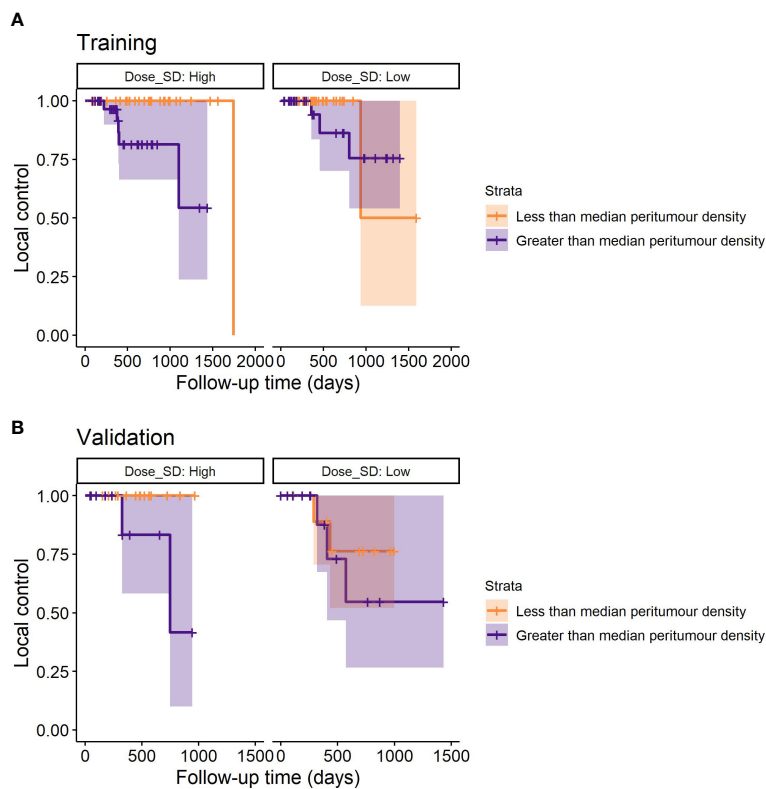 A
Training
Dose_SD: High
Dose_SD: Low
1.00
0.75
0.50
0.25
0.00
Local control
0 500 1000 1500 2000 0 500 1000 1500 2000
Follow-up time (days)
Strata
Less than median peritumour density
Greater than median peritumour density
B
Validation
Dose_SD: High
Dose_SD: Low
1.00
0.75
0.50
0.25
0.00
Local control
0 500 1000 1500 0 500 1000 1500
Follow-up time (days)
Strata
Less than median peritumour density
Greater than median peritumour density